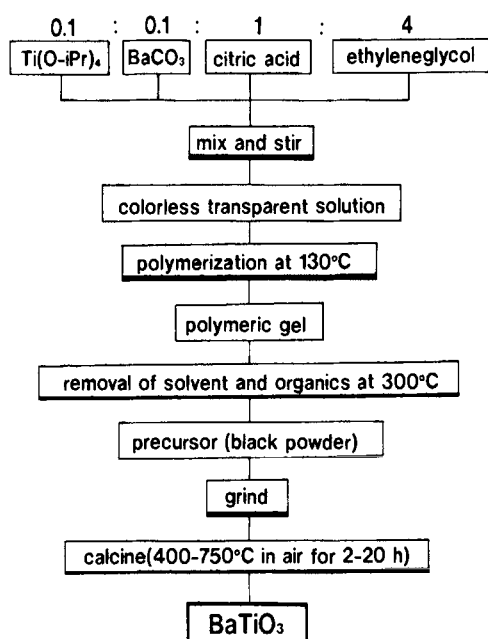 0.1 : 0.1 : 1 : 4
Ti(O-iPr)₄ BaCO₃ citric acid ethyleneglycol
mix and stir
colorless transparent solution
polymerization at 130°C
polymeric gel
removal of solvent and organics at 300°C
precursor (black powder)
grind
calcine(400-750°C in air for 2-20 h)
BaTiO₃